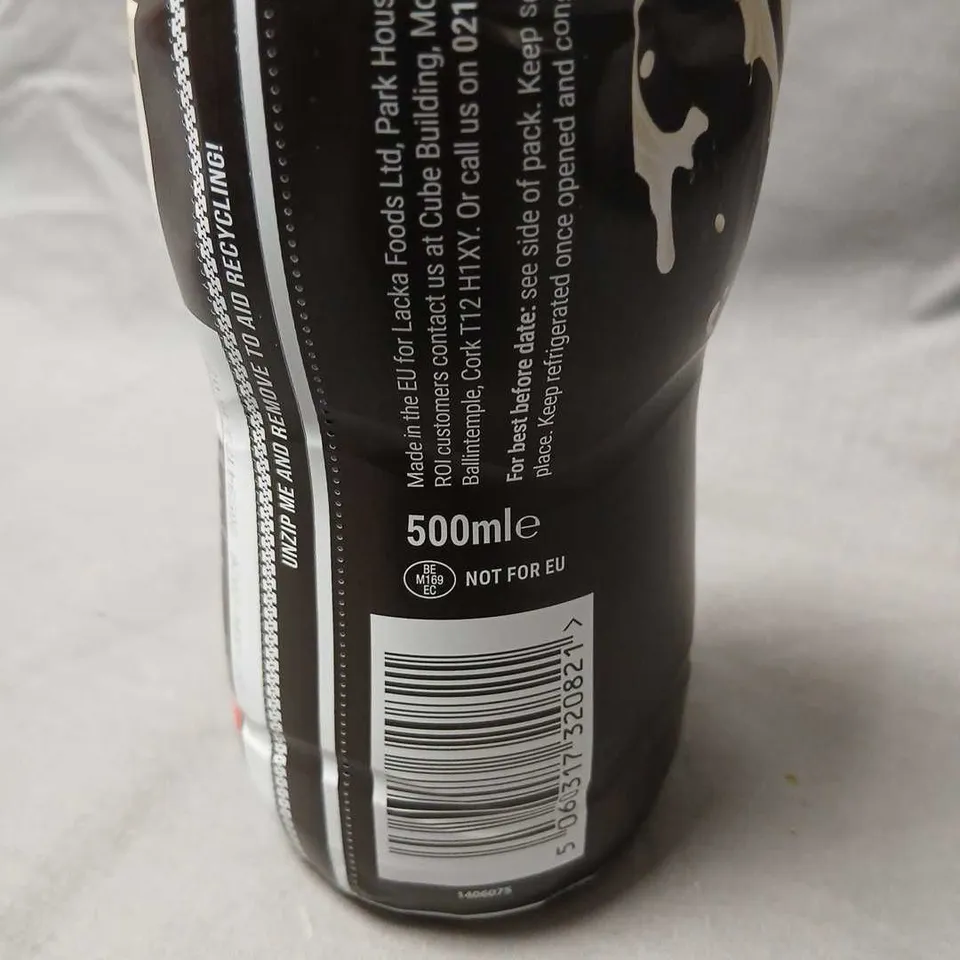 UNZIP ME AND REMOVE TO AID RECYCLING!
Made in the EU for Lacka Foods Ltd, Park Hous
ROI customers contact us at Cube Building, Mo
Ballintemple, Cork T12 H1XY. Or call us on 021
For best before date: see side of pack. Keep se
place. Keep refrigerated once opened and cons
500ml℮
BE
M169
EC
NOT FOR EU
5 060317 320821 >
1406075